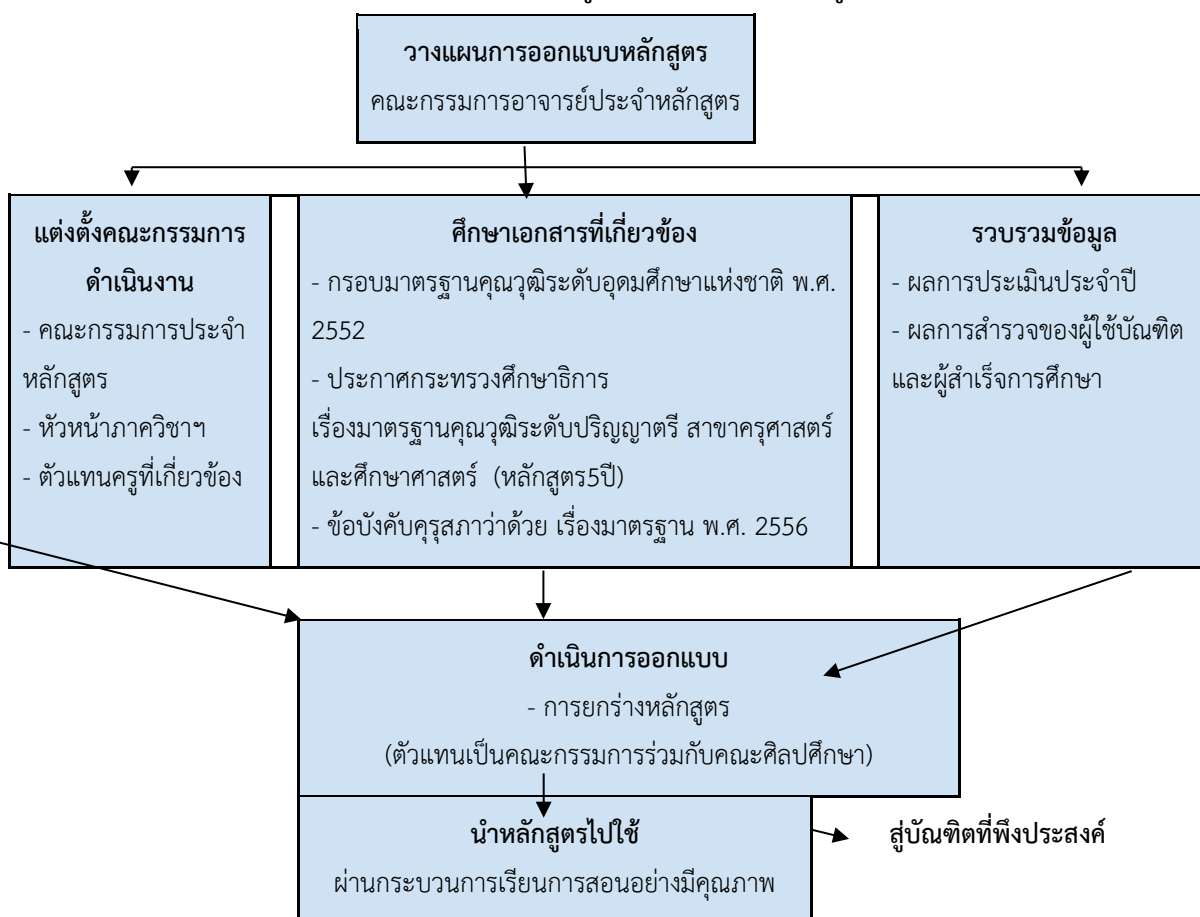 วางแผนการออกแบบหลักสูตร
คณะกรรมการอาจารย์ประจำหลักสูตร
แต่งตั้งคณะกรรมการ
ดำเนินงาน
- คณะกรรมการประจำ
หลักสูตร
- หัวหน้าภาควิชาฯ
- ตัวแทนครูที่เกี่ยวข้อง
ศึกษาเอกสารที่เกี่ยวข้อง
- กรอบมาตรฐานคุณวุฒิระดับอุดมศึกษาแห่งชาติ พ.ศ.
2552
- ประกาศกระทรวงศึกษาธิการ
เรื่องมาตรฐานคุณวุฒิระดับปริญญาตรี สาขาครุศาสตร์
และศึกษาศาสตร์ (หลักสูตร5ปี)
- ข้อบังคับคุรุสภาว่าด้วย เรื่องมาตรฐาน พ.ศ. 2556
รวบรวมข้อมูล
- ผลการประเมินประจำปี
- ผลการสำรวจของผู้ใช้บัณฑิต
และผู้สำเร็จการศึกษา
ดำเนินการออกแบบ
- การยกร่างหลักสูตร
(ตัวแทนเป็นคณะกรรมการร่วมกับคณะศิลปศึกษา)
นำหลักสูตรไปใช้
ผ่านกระบวนการเรียนการสอนอย่างมีคุณภาพ
สู่บัณฑิตที่พึงประสงค์